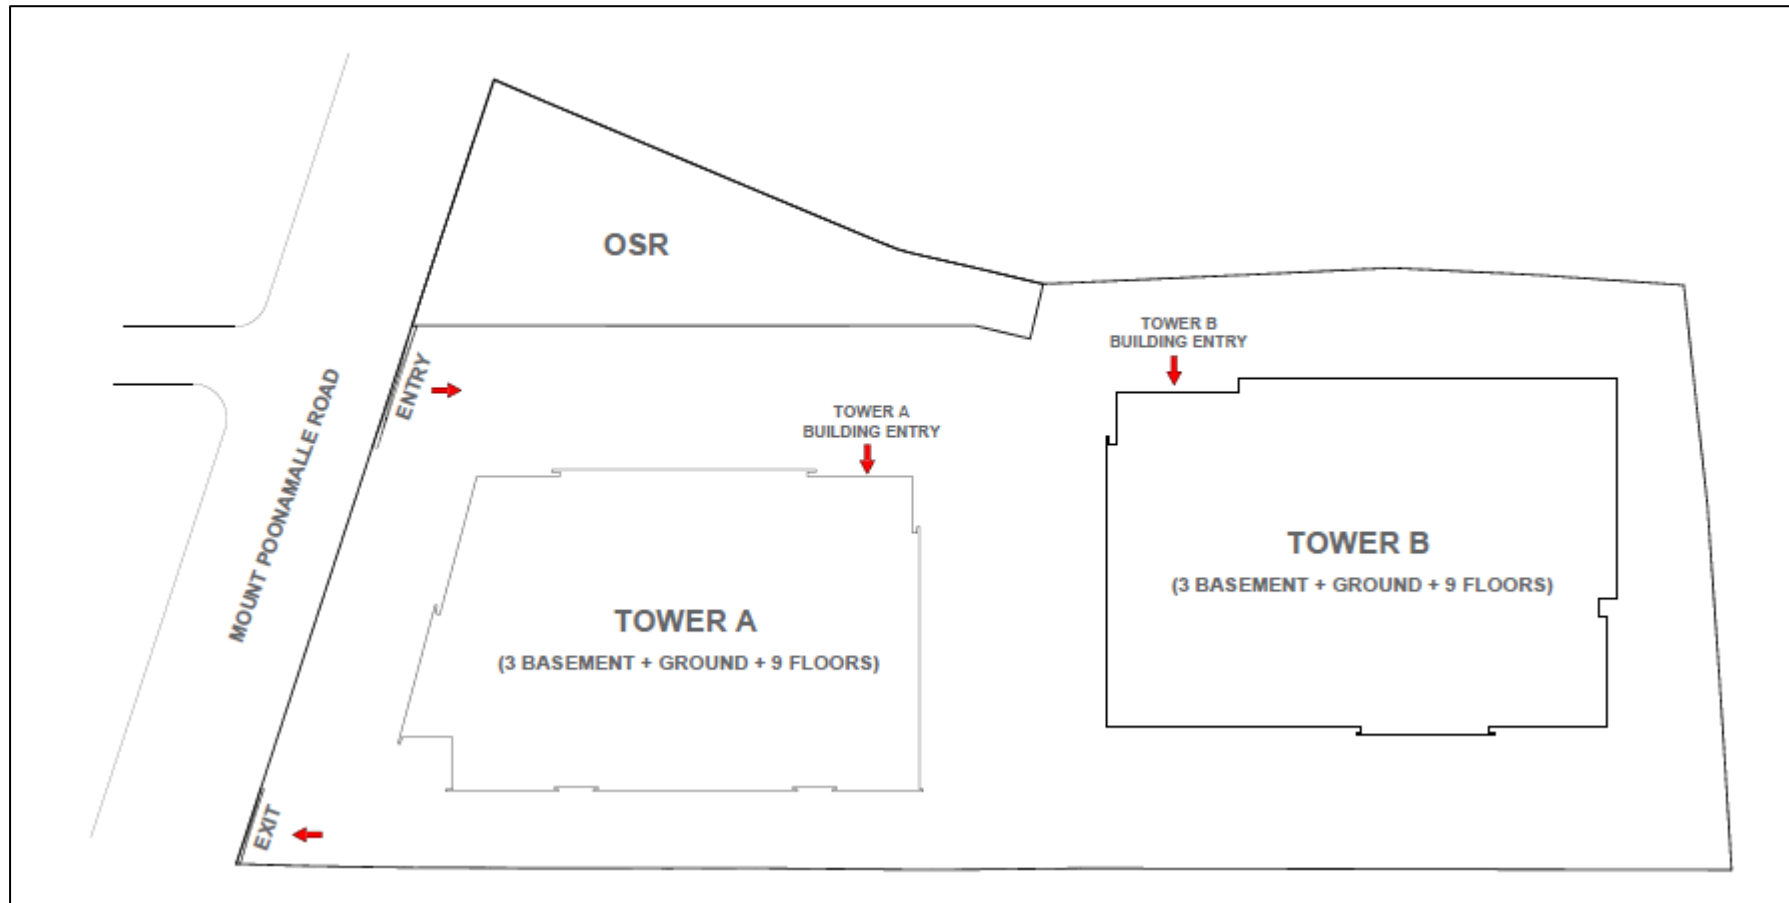 OSR
TOWER B
BUILDING ENTRY
ENTRY
TOWER A
BUILDING ENTRY
MOUNT POONAMALLE ROAD
TOWER B
(3 BASEMENT + GROUND + 9 FLOORS)
TOWER A
(3 BASEMENT + GROUND + 9 FLOORS)
EXIT